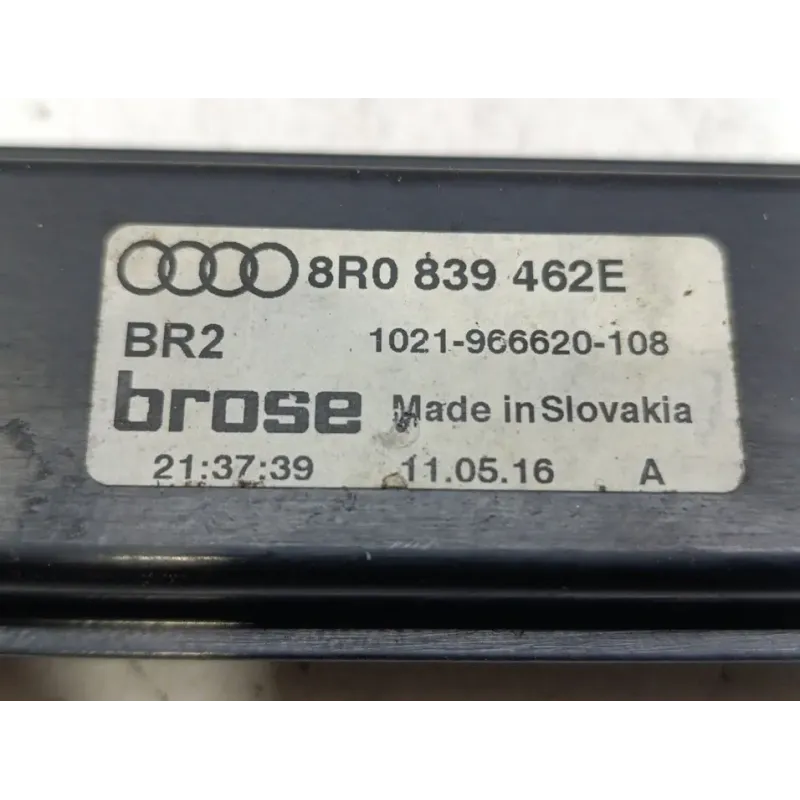 8R0 839 462E
BR2 1021-966620-108
brose Made in Slovakia
21:37:39 11.05.16 A